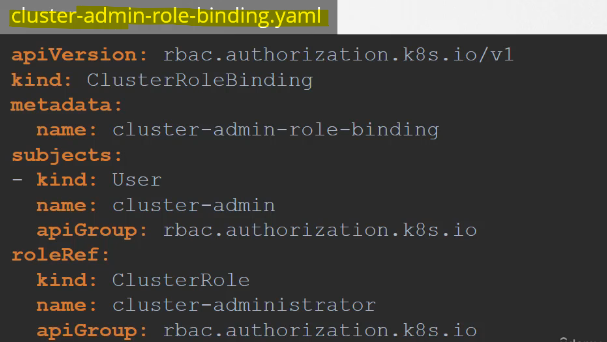 cluster-admin-role-binding.yaml
apiVersion: rbac.authorization.k8s.io/v1
kind: ClusterRoleBinding
metadata:
  name: cluster-admin-role-binding
subjects:
- kind: User
  name: cluster-admin
  apiGroup: rbac.authorization.k8s.io
roleRef:
  kind: ClusterRole
  name: cluster-administrator
  apiGroup: rbac.authorization.k8s.io